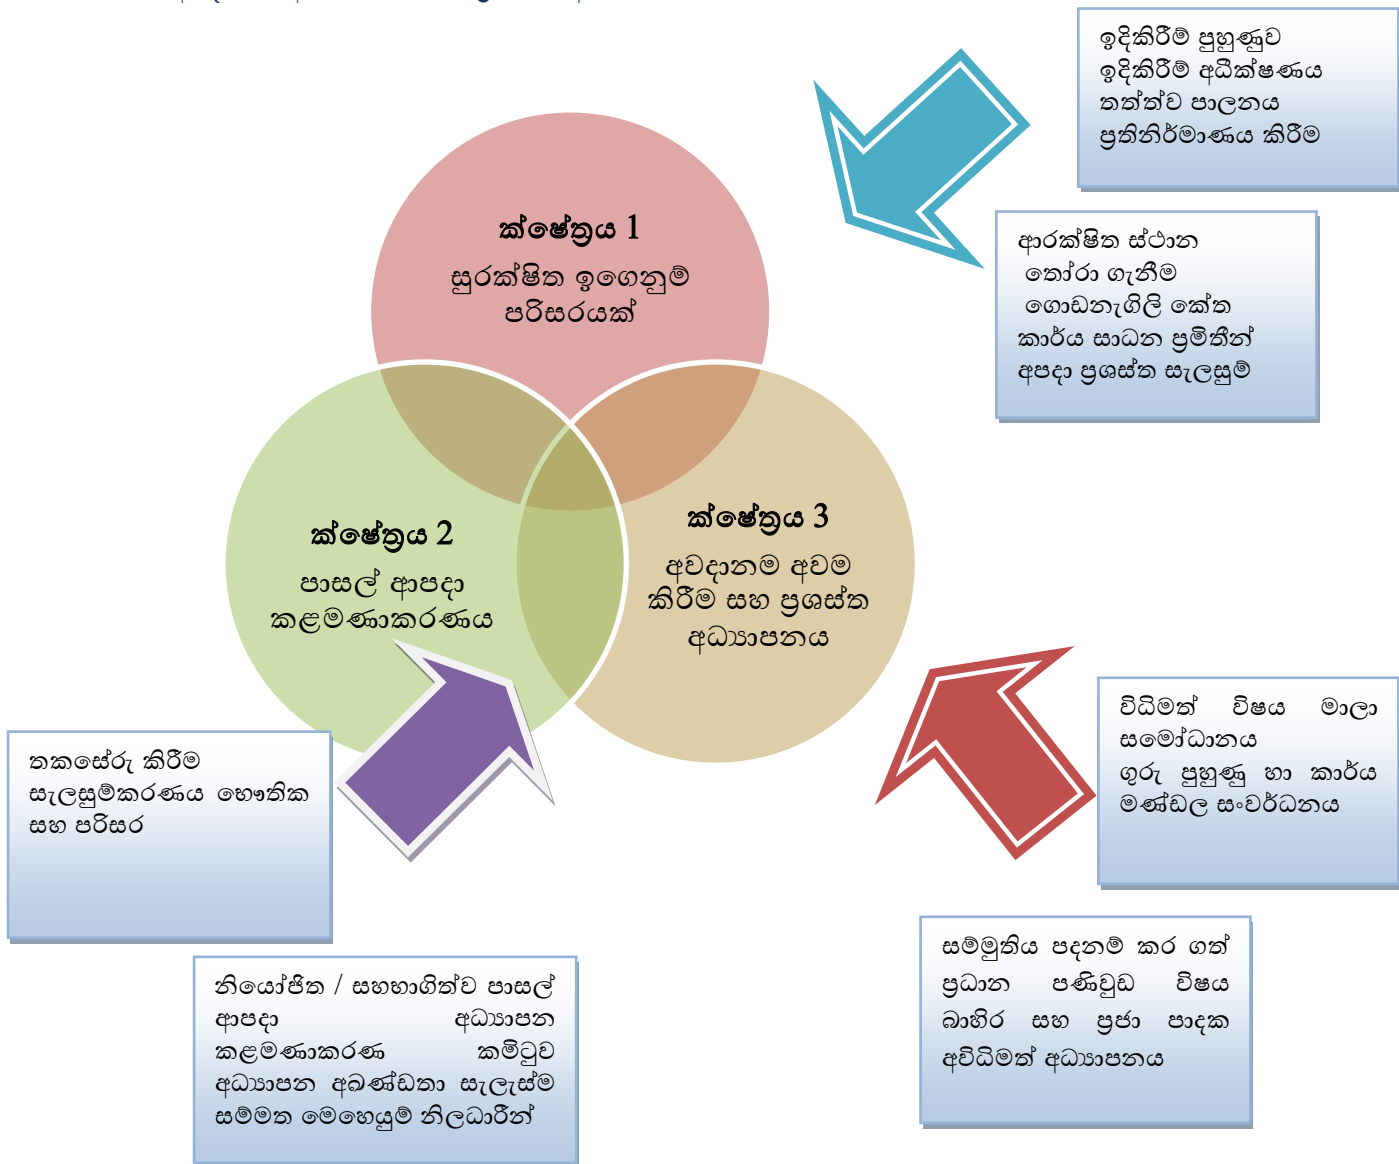 ඉදිකිරීම් පුහුණුව
ඉදිකිරීම් අධීක්ෂණය
තත්ත්ව පාලනය
ප්‍රතිනිර්මාණය කිරීම
ආරක්ෂිත ස්ථාන
තෝරා ගැනීම
ගොඩනැගිලි කේත
කාර්ය සාධන ප්‍රමිතීන්
අපදා ප්‍රශස්ත සැලසුම්
ක්ෂේත්‍රය 1
සුරක්ෂිත ඉගෙනුම්
පරිසරයක්
ක්ෂේත්‍රය 2
පාසල් ආපදා
කළමණාකරණය
ක්ෂේත්‍රය 3
අවදානම අවම
කිරීම සහ ප්‍රශස්ත
අධ්‍යාපනය
විධිමත් විෂය මාලා
සමෝධානය
ගුරු පුහුණු හා කාර්ය
මණ්ඩල සංවර්ධනය
තකසේරු කිරීම
සැලසුම්කරණය භෞතික
සහ පරිසර
සම්මුතිය පදනම් කර ගත්
ප්‍රධාන පණිවුඩ විෂය
බාහිර සහ ප්‍රජා පාදක
අවිධිමත් අධ්‍යාපනය
නියෝජිත / සහභාගිත්ව පාසල්
ආපදා අධ්‍යාපන
කළමණාකරණ කමිටුව
අධ්‍යාපන අඛණ්ඩතා සැලැස්ම
සම්මත මෙහෙයුම් නිලධාරීන්